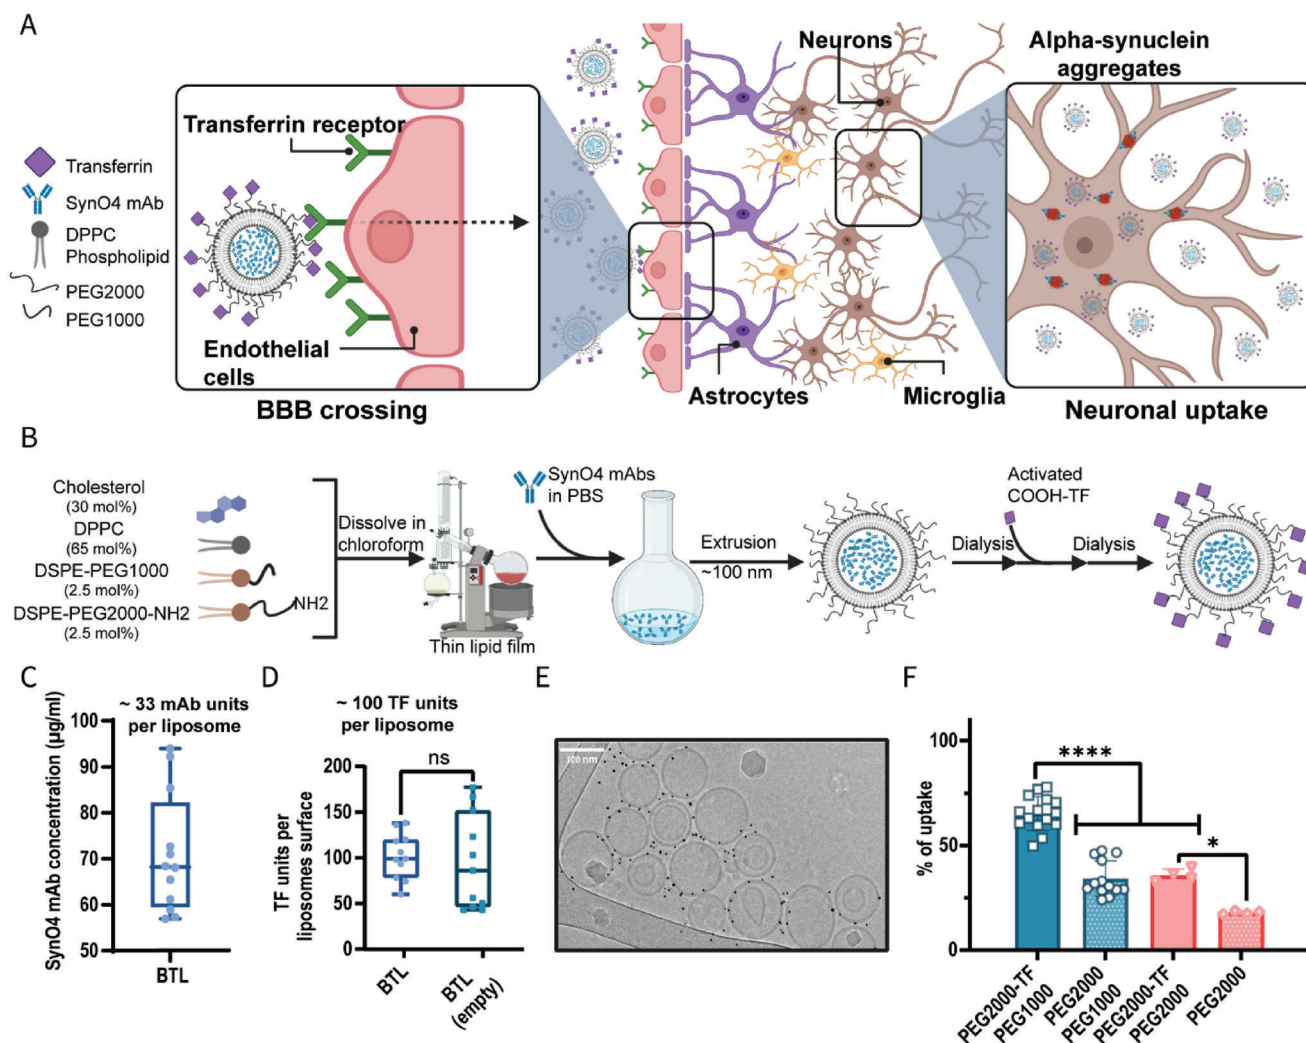 A
Transferrin
SynO4 mAb
DPPC
Phospholipid
PEG2000
PEG1000
Transferrin receptor
Endothelial
cells
BBB crossing
Neurons
Astrocytes
Microglia
Alpha-synuclein
aggregates
Neuronal uptake
B
Cholesterol
(30 mol%)
DPPC
(65 mol%)
DSPE-PEG1000
(2.5 mol%)
DSPE-PEG2000-NH2
(2.5 mol%)
Dissolve in
chloroform
Thin lipid film
SynO4 mAbs
in PBS
Extrusion
~100 nm
Dialysis
Activated
COOH-TF
Dialysis
C
~ 33 mAb units
per liposome
SynO4 mAb concentration (µg/ml)
100
90
80
70
60
50
BTL
D
~ 100 TF units
per liposome
ns
TF units per
liposomes surface
200
150
100
50
0
BTL
BTL
(empty)
E
100 nm
F
% of uptake
100
50
0
****
*
PEG2000-TF
PEG1000
PEG2000
PEG1000
PEG2000-TF
PEG2000
PEG2000